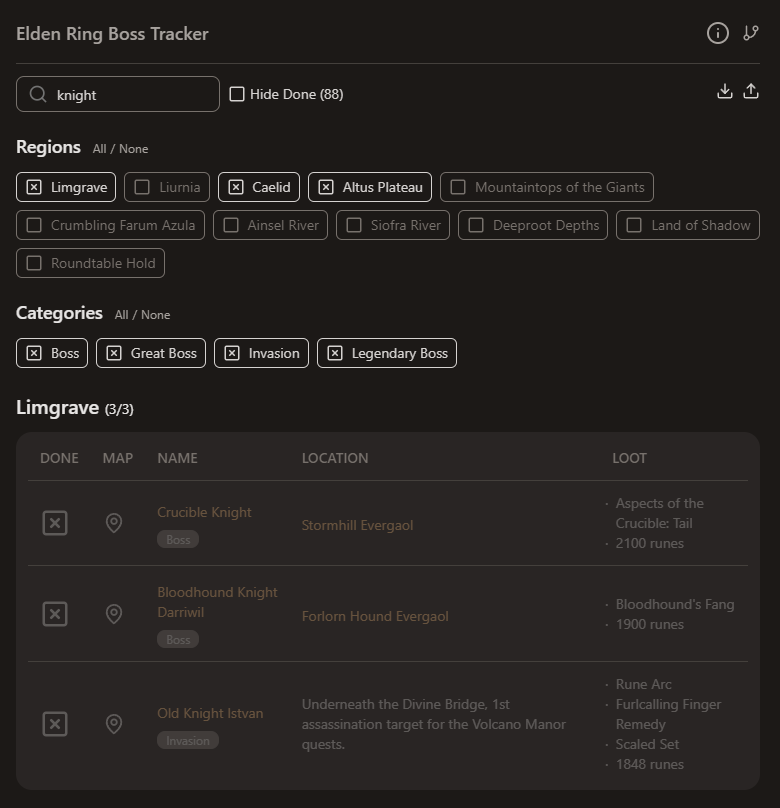 Elden Ring Boss Tracker
knight
Hide Done (88)
Regions All / None
Limgrave Liurnia Caelid Altus Plateau Mountaintops of the Giants
Crumbling Farum Azula Ainsel River Siofra River Deeproot Depths Land of Shadow
Roundtable Hold
Categories All / None
Boss Great Boss Invasion Legendary Boss
Limgrave (3/3)
DONE MAP NAME LOCATION LOOT
Crucible Knight
Boss
Stormhill Evergaol
· Aspects of the
Crucible: Tail
· 2100 runes
Bloodhound Knight
Darriwil
Boss
Forlorn Hound Evergaol
· Bloodhound's Fang
· 1900 runes
Old Knight Istvan
Invasion
Underneath the Divine Bridge, 1st
assassination target for the Volcano Manor
quests.
· Rune Arc
· Furlcalling Finger
Remedy
· Scaled Set
· 1848 runes